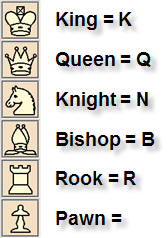 King = K
Queen = Q
Knight = N
Bishop = B
Rook = R
Pawn =